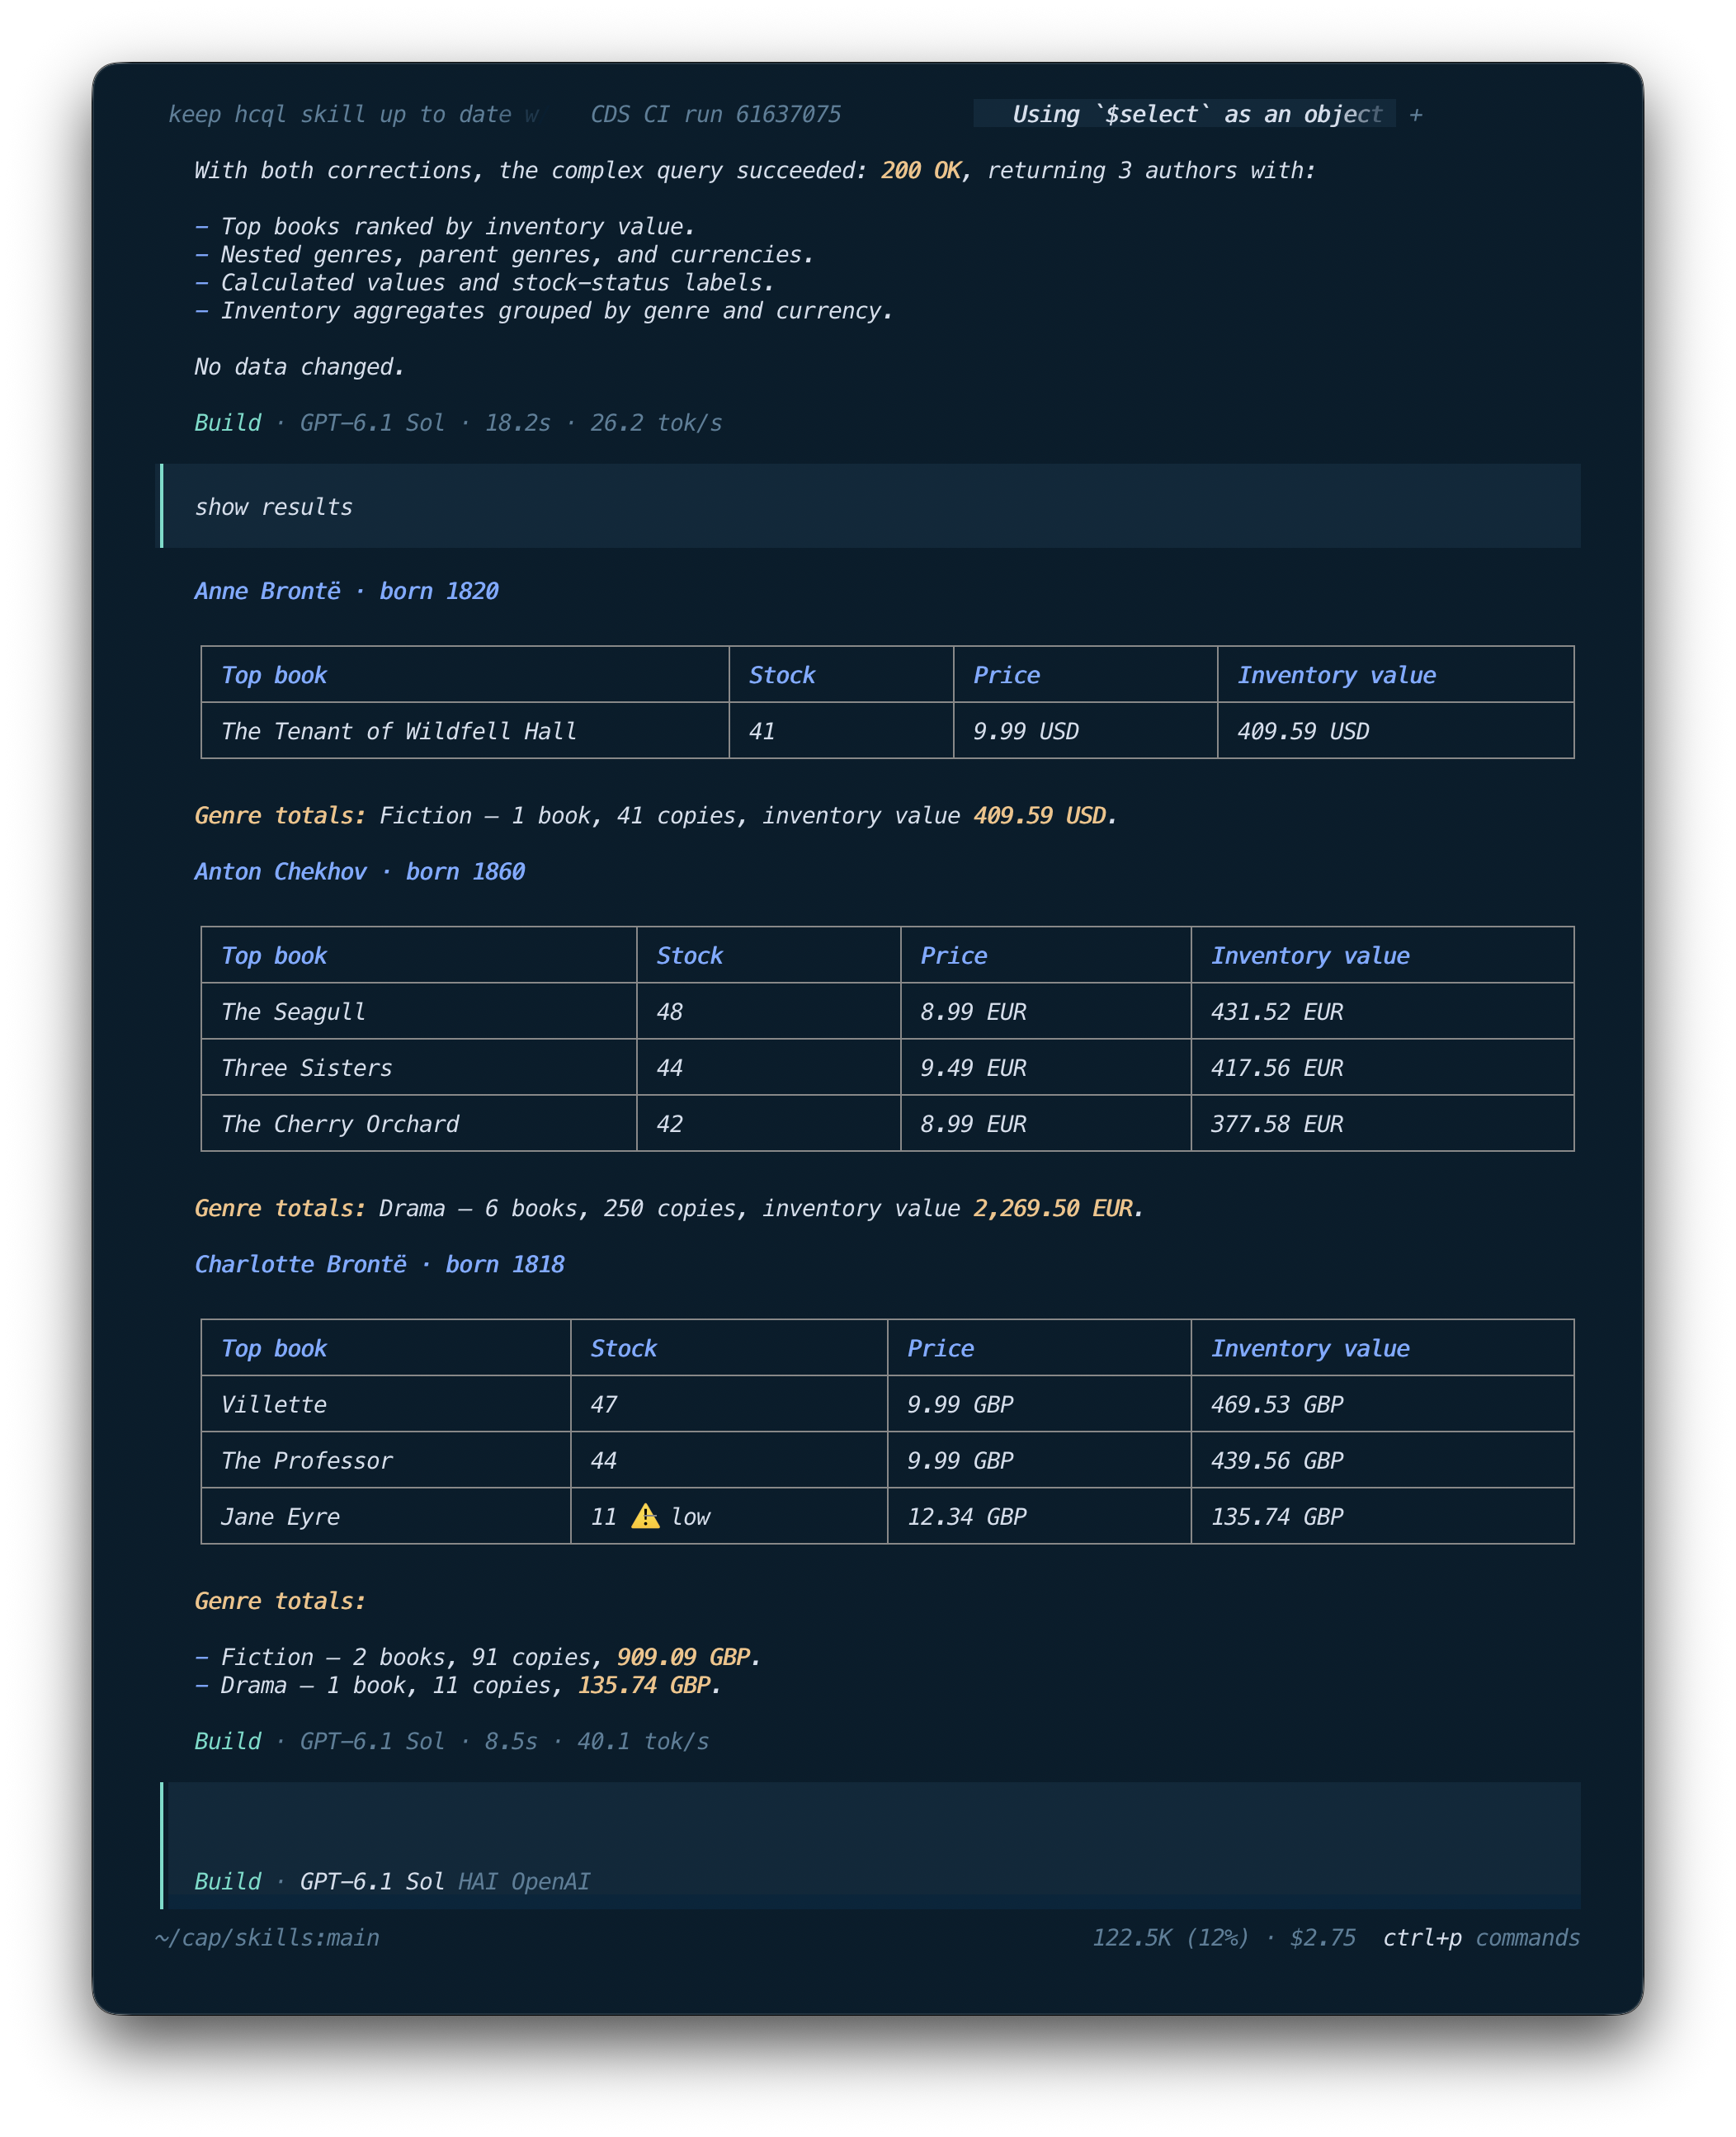 keep hcql skill up to date w CDS CI run 61637075 Using `$select` as an object +
With both corrections, the complex query succeeded: 200 OK, returning 3 authors with:
- Top books ranked by inventory value.
- Nested genres, parent genres, and currencies.
- Calculated values and stock-status labels.
- Inventory aggregates grouped by genre and currency.
No data changed.
Build · GPT-6.1 Sol · 18.2s · 26.2 tok/s
show results
Anne Brontë · born 1820
Top book Stock Price Inventory value
The Tenant of Wildfell Hall 41 9.99 USD 409.59 USD
Genre totals: Fiction — 1 book, 41 copies, inventory value 409.59 USD.
Anton Chekhov · born 1860
Top book Stock Price Inventory value
The Seagull 48 8.99 EUR 431.52 EUR
Three Sisters 44 9.49 EUR 417.56 EUR
The Cherry Orchard 42 8.99 EUR 377.58 EUR
Genre totals: Drama — 6 books, 250 copies, inventory value 2,269.50 EUR.
Charlotte Brontë · born 1818
Top book Stock Price Inventory value
Villette 47 9.99 GBP 469.53 GBP
The Professor 44 9.99 GBP 439.56 GBP
Jane Eyre 11 ⚠️ low 12.34 GBP 135.74 GBP
Genre totals:
- Fiction — 2 books, 91 copies, 909.09 GBP.
- Drama — 1 book, 11 copies, 135.74 GBP.
Build · GPT-6.1 Sol · 8.5s · 40.1 tok/s
Build · GPT-6.1 Sol HAI OpenAI
~/cap/skills:main 122.5K (12%) · $2.75 ctrl+p commands